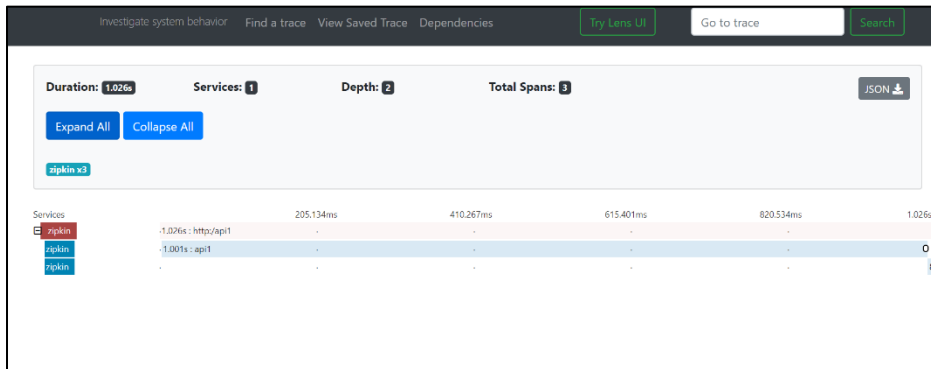 Investigate system behavior Find a trace View Saved Trace Dependencies Try Lens UI Go to trace Search
Duration: 1.026s Services: 1 Depth: 2 Total Spans: 3 JSON
Expand All Collapse All
zipkin x3
Services 205.134ms 410.267ms 615.401ms 820.534ms 1.026s
zipkin 1.026s : http:/api1
zipkin 1.001s : api1
zipkin